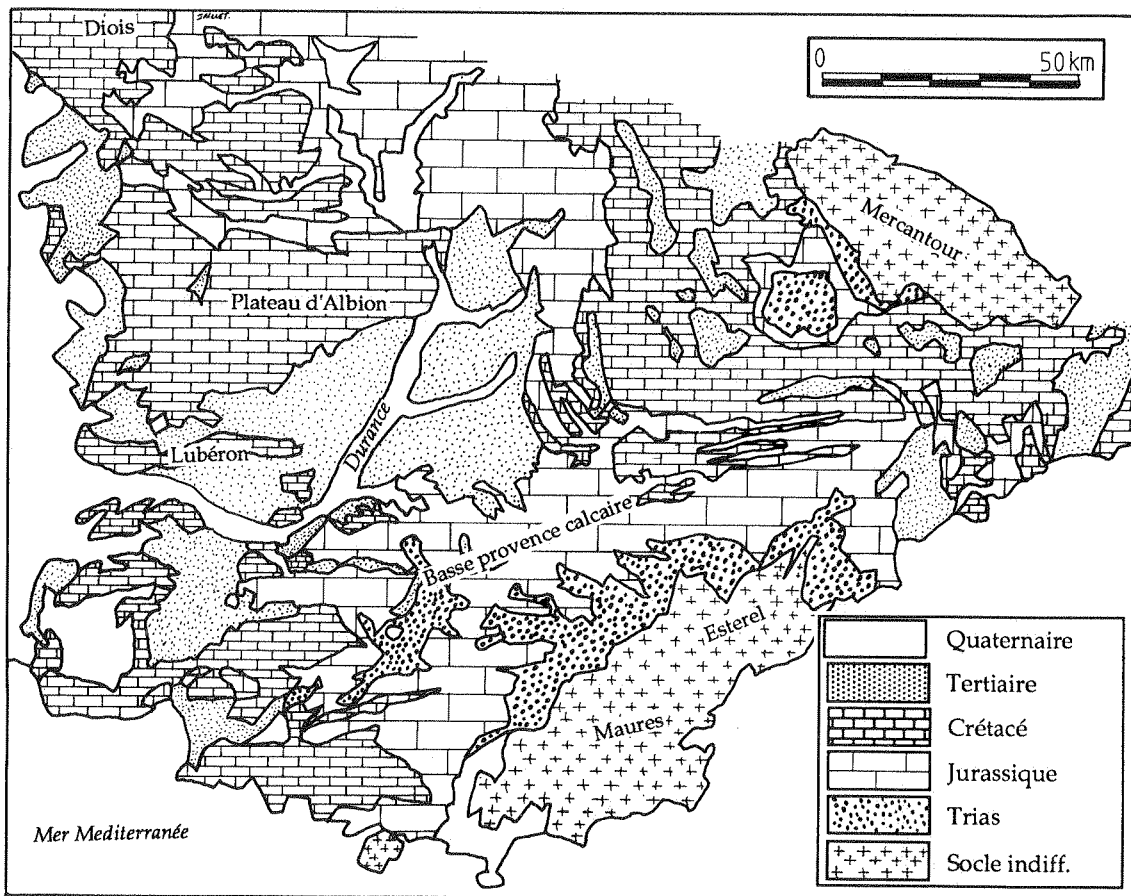 Diois
0 50 km
Mercantour
Plateau d'Albion
Durance
Lubéron
Basse provence calcaire
Esterel
Maures
Mer Mediterranée
Quaternaire
Tertiaire
Crétacé
Jurassique
Trias
Socle indiff.